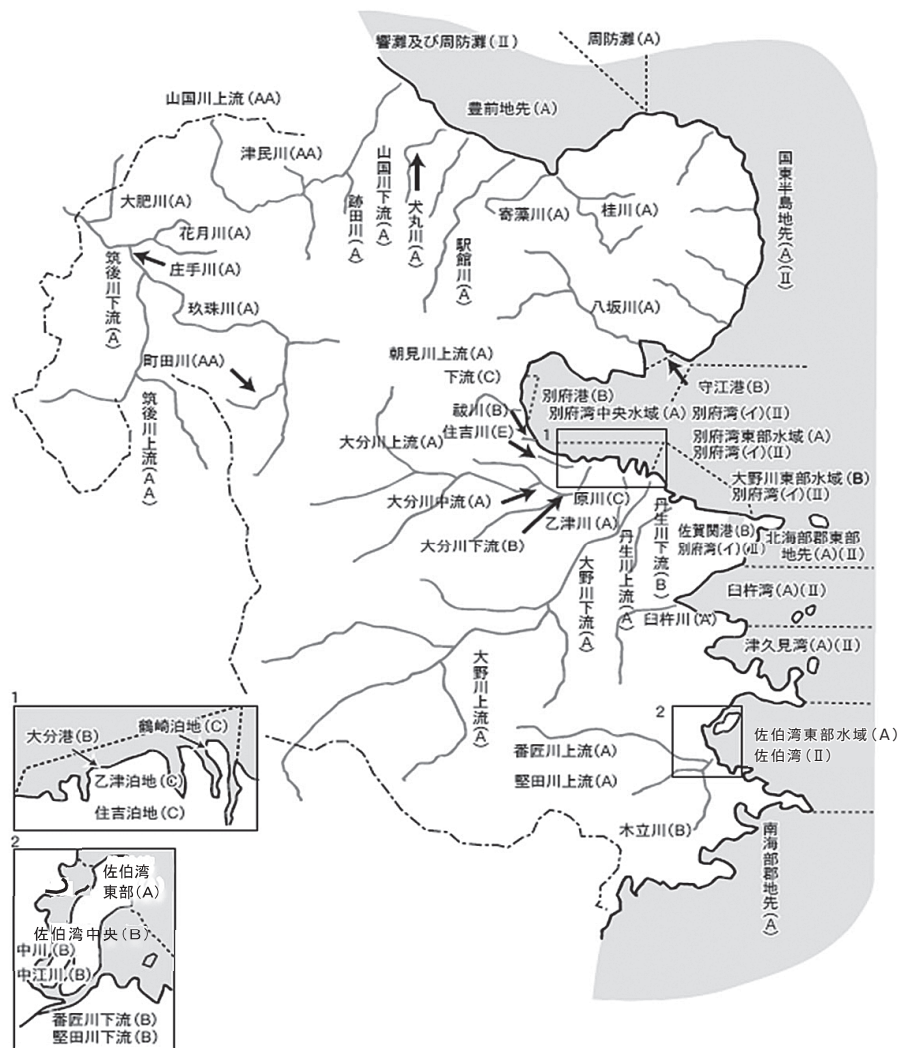 響灘及び周防灘(Ⅱ)
周防灘(A)
豊前地先(A)
山国川上流(AA)
津民川(AA)
山国川下流(A)
跡田川(A)
犬丸川(A)
駅館川(A)
寄藻川(A)
桂川(A)
国東半島地先(A)(Ⅱ)
大肥川(A)
花月川(A)
庄手川(A)
筑後川下流(A)
玖珠川(A)
八坂川(A)
町田川(AA)
筑後川上流(AA)
朝見川上流(A)
下流(C)
守江港(B)
別府港(B)
別府湾中央水域(A) 別府湾(イ)(Ⅱ)
祓川(B)
住吉川(E)
大分川上流(A)
1
別府湾東部水域(A)
別府湾(イ)(Ⅱ)
大野川東部水域(B)
別府湾(イ)(Ⅱ)
大分川中流(A)
原川(C)
乙津川(A)
大分川下流(B)
丹生川下流(B)
丹生川上流(A)
大野川下流(A)
佐賀関港(B)
別府湾(イ)(Ⅱ)
北海部郡東部
地先(A)(Ⅱ)
臼杵湾(A)(Ⅱ)
臼杵川(A)
津久見湾(A)(Ⅱ)
大野川上流(A)
2
佐伯湾東部水域(A)
佐伯湾(Ⅱ)
番匠川上流(A)
堅田川上流(A)
木立川(B)
南海部郡地先(A)
1
大分港(B)
鶴崎泊地(C)
乙津泊地(C)
住吉泊地(C)
2
佐伯湾
東部(A)
佐伯湾中央(B)
中川(B)
中江川(B)
番匠川下流(B)
堅田川下流(B)